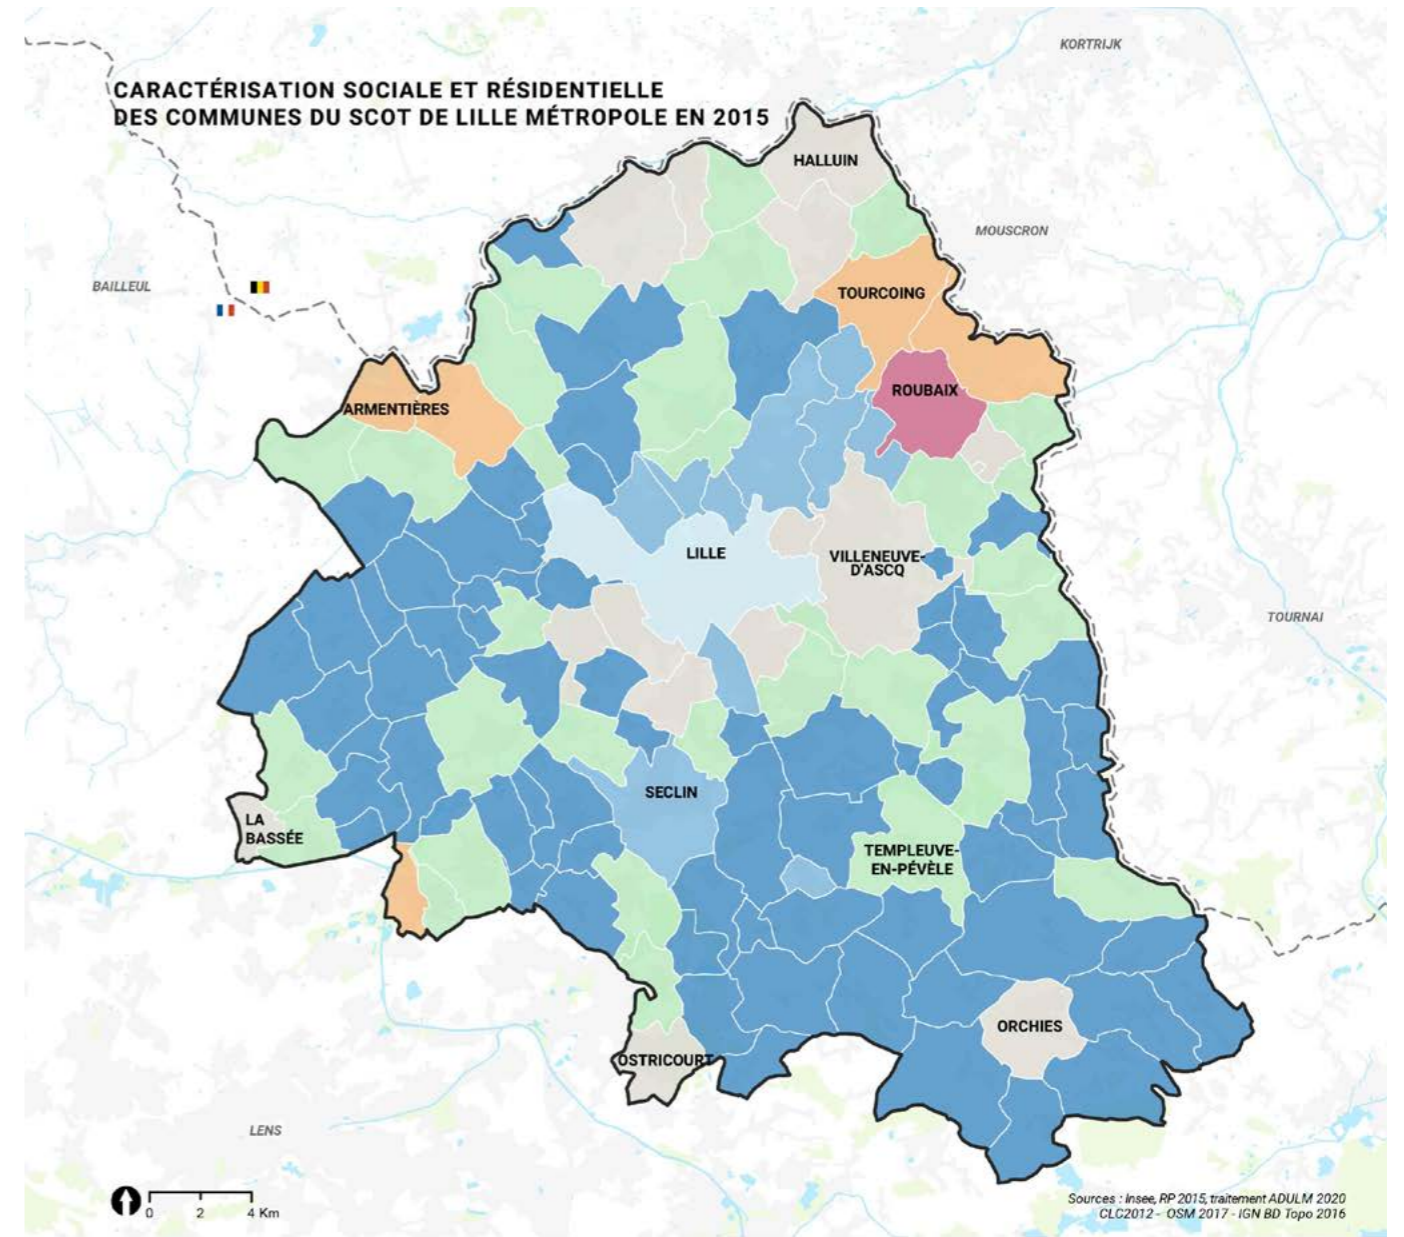 KORTRIJK
CARACTÉRISATION SOCIALE ET RÉSIDENTIELLE
DES COMMUNES DU SCOT DE LILLE MÉTROPOLE EN 2015
HALLUIN
MOUSCRON
BAILLEUL
TOURCOING
ROUBAIX
ARMENTIÈRES
LILLE
VILLENEUVE-
D'ASCQ
TOURNAI
SECLIN
LA
BASSÉE
TEMPLEUVE-
EN-PÉVÈLE
ORCHIES
OSTRICOURT
LENS
0 2 4 Km
Sources : Insee, RP 2015, traitement ADULM 2020
CLC2012 - OSM 2017 - IGN BD Topo 2016